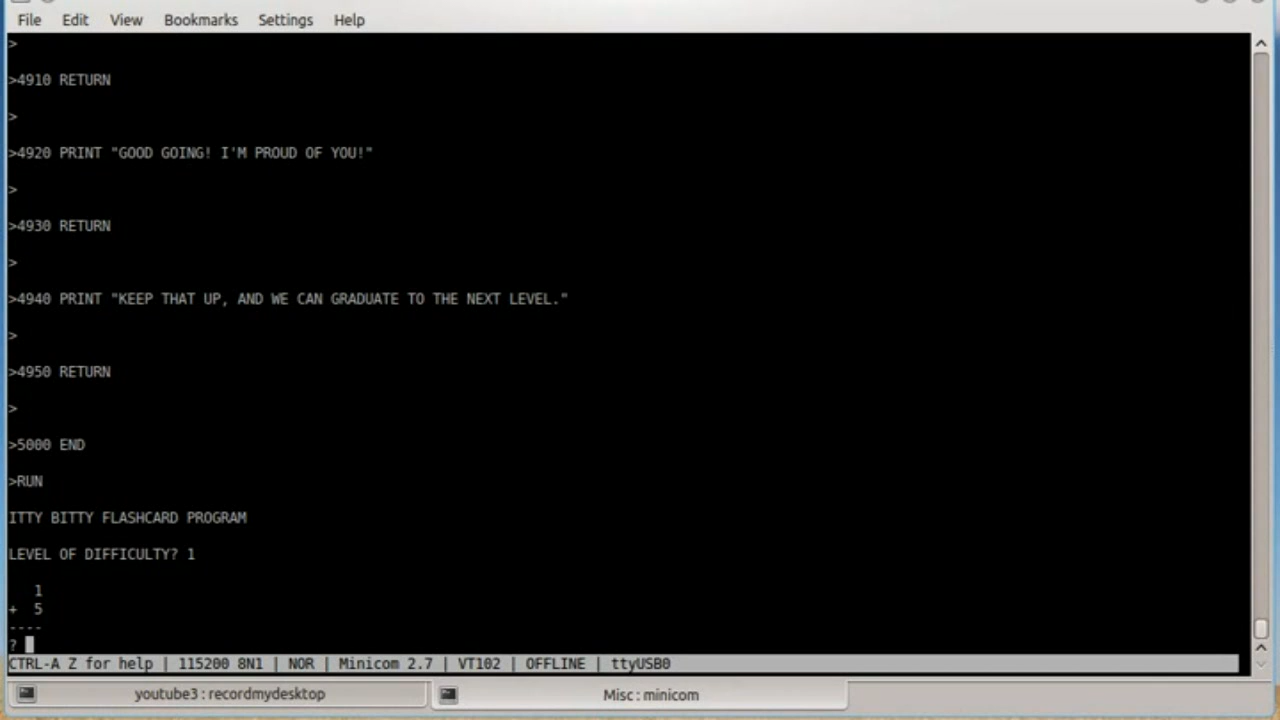 File Edit View Bookmarks Settings Help
>
>4910 RETURN
>
>4920 PRINT "GOOD GOING! I'M PROUD OF YOU!"
>
>4930 RETURN
>
>4940 PRINT "KEEP THAT UP, AND WE CAN GRADUATE TO THE NEXT LEVEL."
>
>4950 RETURN
>
>5000 END
>RUN
ITTY BITTY FLASHCARD PROGRAM
LEVEL OF DIFFICULTY? 1
1
+ 5
----
?
CTRL-A Z for help | 115200 8N1 | NOR | Minicom 2.7 | VT102 | OFFLINE | ttyUSB0
youtube3 : recordmydesktop Misc : minicom